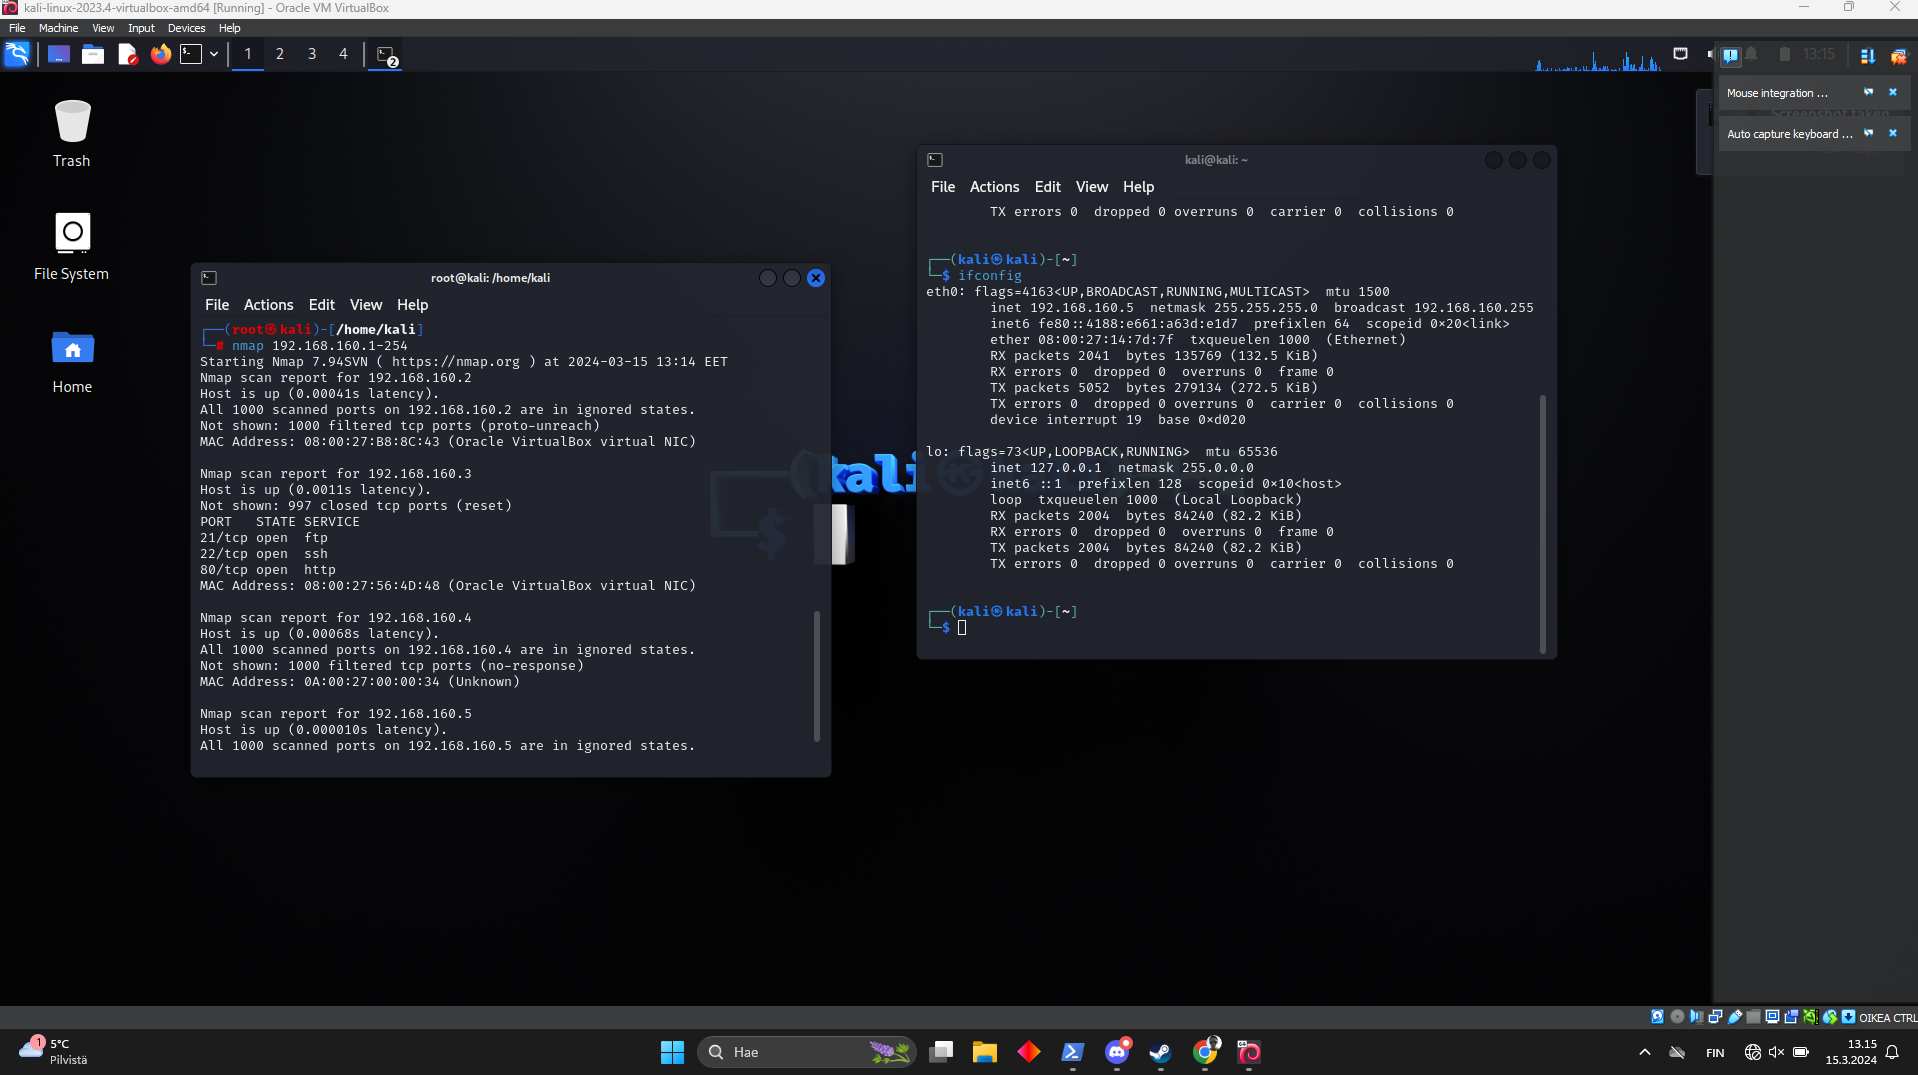 kali-linux-2023.4-virtualbox-amd64 [Running] - Oracle VM VirtualBox
File Machine View Input Devices Help
1 2 3 4 2
13:15
Mouse integration ...
Screenshot taken
Auto capture keyboard ...
Trash
File System
Home
kali@kali: ~
File Actions Edit View Help
TX errors 0  dropped 0 overruns 0  carrier 0  collisions 0
┌──(kali㉿kali)-[~]
└─$ ifconfig
eth0: flags=4163<UP,BROADCAST,RUNNING,MULTICAST>  mtu 1500
inet 192.168.160.5  netmask 255.255.255.0  broadcast 192.168.160.255
inet6 fe80::4188:e661:a63d:e1d7  prefixlen 64  scopeid 0×20<link>
ether 08:00:27:14:7d:7f  txqueuelen 1000  (Ethernet)
RX packets 2041  bytes 135769 (132.5 KiB)
RX errors 0  dropped 0  overruns 0  frame 0
TX packets 5052  bytes 279134 (272.5 KiB)
TX errors 0  dropped 0 overruns 0  carrier 0  collisions 0
device interrupt 19  base 0×d020
lo: flags=73<UP,LOOPBACK,RUNNING>  mtu 65536
inet 127.0.0.1  netmask 255.0.0.0
inet6 ::1  prefixlen 128  scopeid 0×10<host>
loop  txqueuelen 1000  (Local Loopback)
RX packets 2004  bytes 84240 (82.2 KiB)
RX errors 0  dropped 0  overruns 0  frame 0
TX packets 2004  bytes 84240 (82.2 KiB)
TX errors 0  dropped 0 overruns 0  carrier 0  collisions 0
┌──(kali㉿kali)-[~]
└─$
root@kali: /home/kali
File Actions Edit View Help
┌──(root㉿kali)-[/home/kali]
└─# nmap 192.168.160.1-254
Starting Nmap 7.94SVN ( https://nmap.org ) at 2024-03-15 13:14 EET
Nmap scan report for 192.168.160.2
Host is up (0.00041s latency).
All 1000 scanned ports on 192.168.160.2 are in ignored states.
Not shown: 1000 filtered tcp ports (proto-unreach)
MAC Address: 08:00:27:B8:8C:43 (Oracle VirtualBox virtual NIC)
Nmap scan report for 192.168.160.3
Host is up (0.0011s latency).
Not shown: 997 closed tcp ports (reset)
PORT   STATE SERVICE
21/tcp open  ftp
22/tcp open  ssh
80/tcp open  http
MAC Address: 08:00:27:56:4D:48 (Oracle VirtualBox virtual NIC)
Nmap scan report for 192.168.160.4
Host is up (0.00068s latency).
All 1000 scanned ports on 192.168.160.4 are in ignored states.
Not shown: 1000 filtered tcp ports (no-response)
MAC Address: 0A:00:27:00:00:34 (Unknown)
Nmap scan report for 192.168.160.5
Host is up (0.000010s latency).
All 1000 scanned ports on 192.168.160.5 are in ignored states.
(kali
$
OIKEA CTRL
1
5°C
Pilvistä
Hae
FIN
13.15
15.3.2024